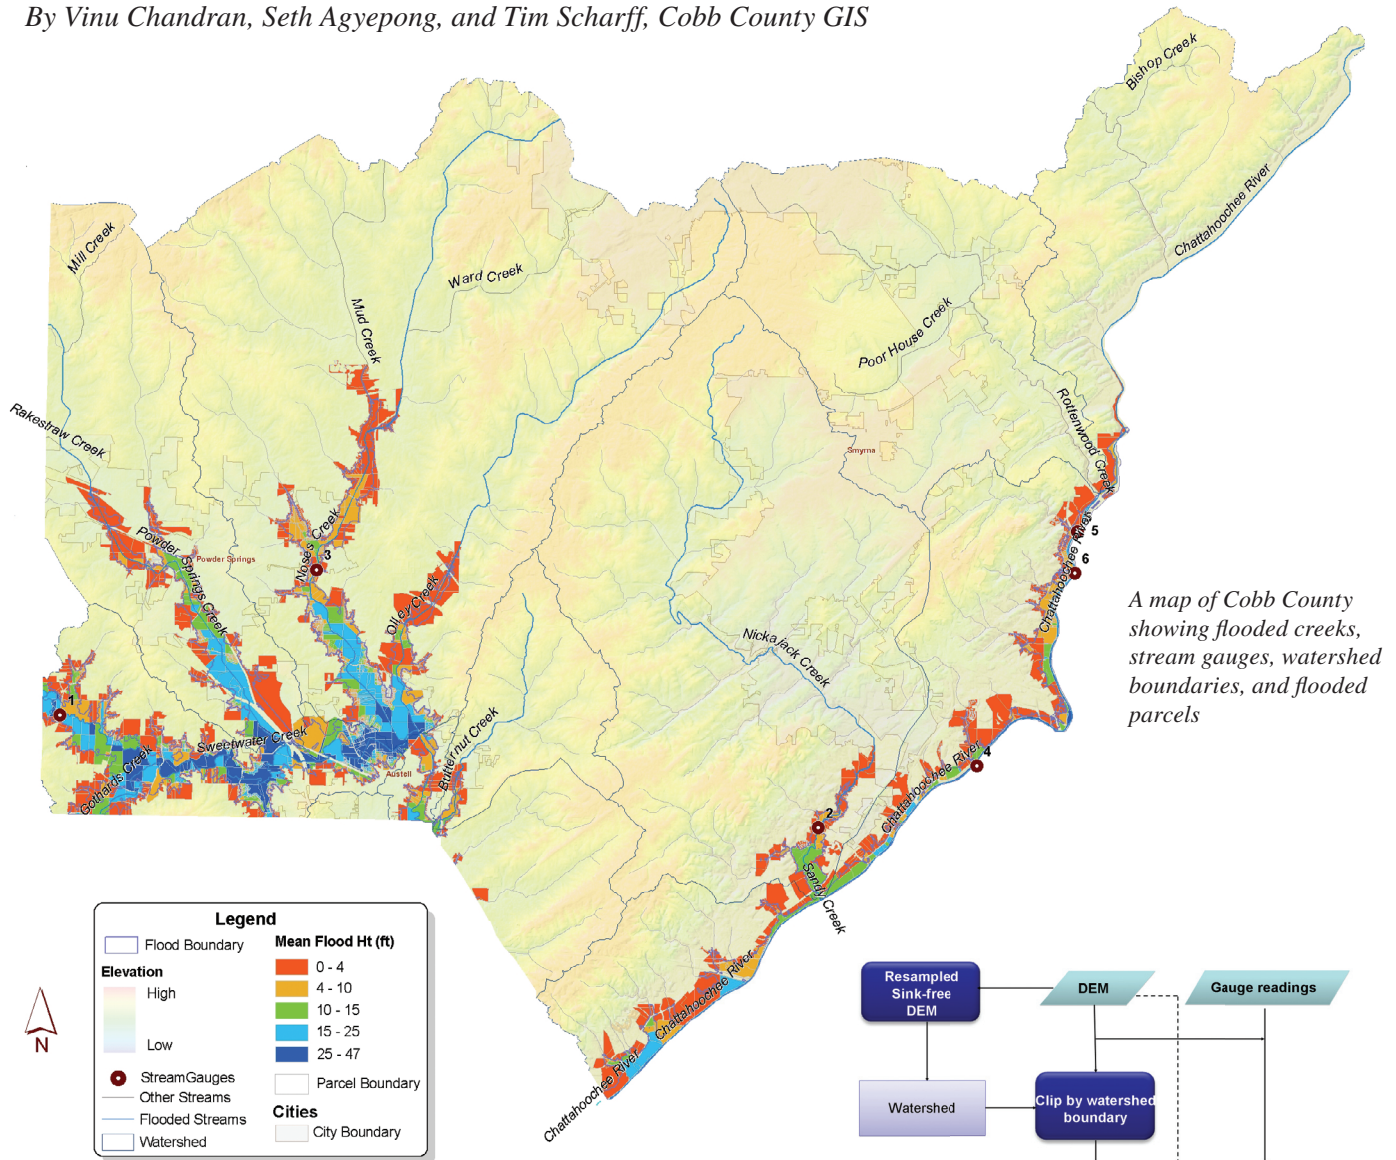 By Vinu Chandran, Seth Agyepong, and Tim Scharff, Cobb County GIS
Bishop Creek
Chattahoochee River
Mill Creek
Ward Creek
Mud Creek
Poor House Creek
Rakestraw Creek
Rottenwood Creek
Smyrna
Powder Springs Creek
Powder Springs
Noses Creek
3
5
6
Chattahoochee River
Olley Creek
A map of Cobb County
showing flooded creeks,
stream gauges, watershed
boundaries, and flooded
parcels
Nickajack Creek
1
Sweetwater Creek
Butternut Creek
Gothards Creek
Austell
4
Chattahoochee River
2
Sandy Creek
Chattahoochee River
Chattahoochee River
N
Legend
Flood Boundary
Elevation
High
Low
StreamGauges
Other Streams
Flooded Streams
Watershed
Mean Flood Ht (ft)
0 - 4
4 - 10
10 - 15
15 - 25
25 - 47
Parcel Boundary
Cities
City Boundary
Resampled
Sink-free
DEM
DEM
Gauge readings
Watershed
Clip by watershed
boundary